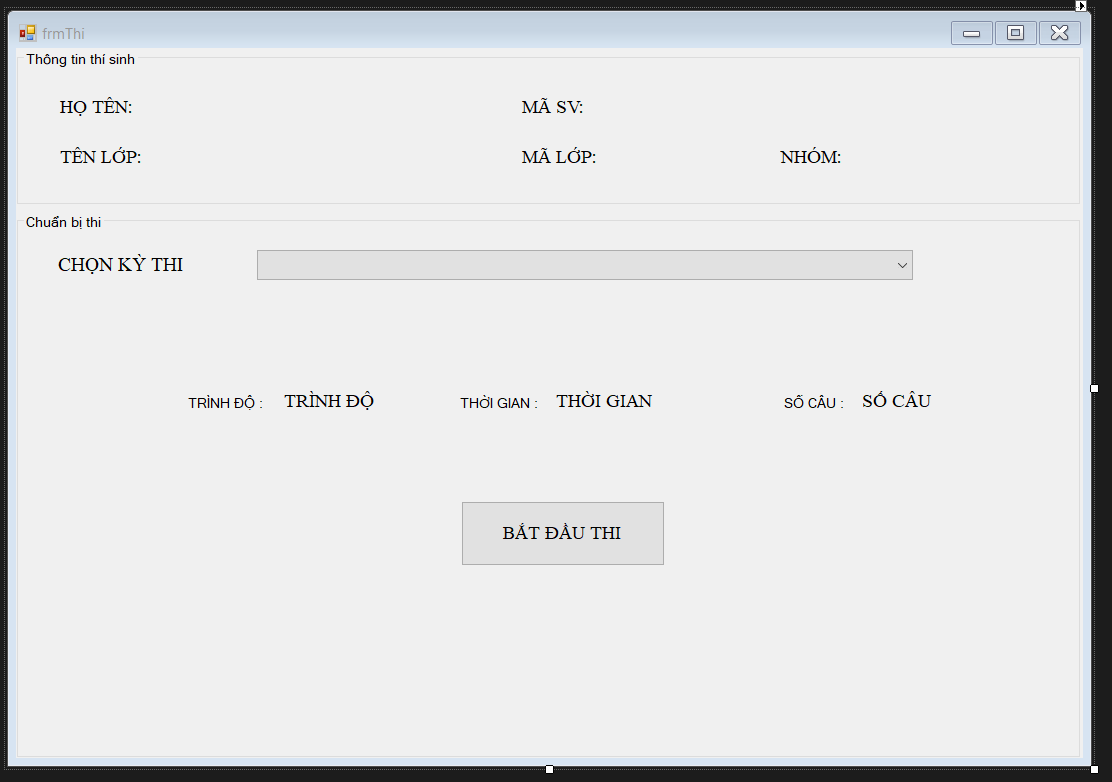 frmThi
Thông tin thí sinh
HỌ TÊN: MÃ SV:
TÊN LỚP: MÃ LỚP: NHÓM:
Chuẩn bị thi
CHỌN KỲ THI
TRÌNH ĐỘ : TRÌNH ĐỘ THỜI GIAN : THỜI GIAN SỐ CÂU : SỐ CÂU
BẮT ĐẦU THI